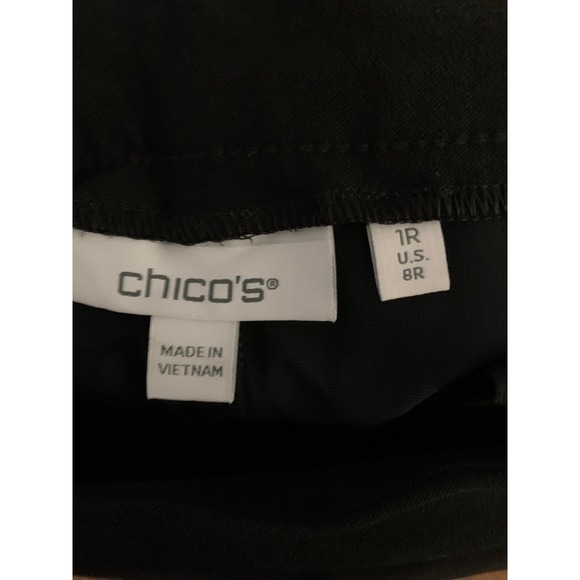 chico's®
MADE IN
VIETNAM
1R
U.S.
8R